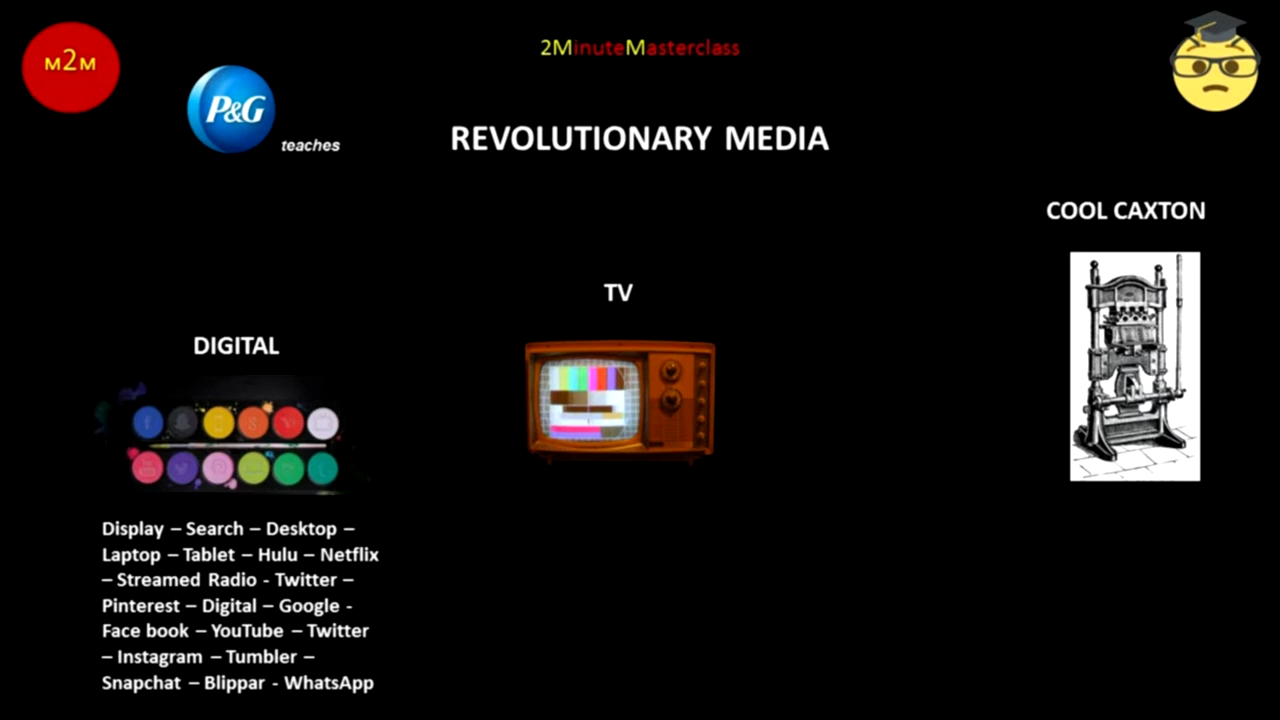 2MinuteMasterclass
M2M
P&G
teaches
REVOLUTIONARY MEDIA
COOL CAXTON
TV
DIGITAL
Display – Search – Desktop –
Laptop – Tablet – Hulu – Netflix
– Streamed Radio - Twitter –
Pinterest – Digital – Google -
Face book – YouTube – Twitter
– Instagram – Tumbler –
Snapchat – Blippar - WhatsApp